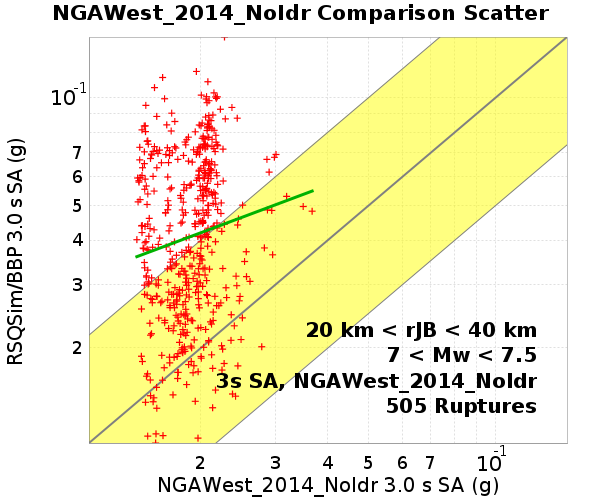 NGAWest_2014_NoIdr Comparison Scatter
RSQSim/BBP 3.0 s SA (g)
10-1
7
6
5
4
3
2
20 km < rJB < 40 km
7 < Mw < 7.5
3s SA, NGAWest_2014_NoIdr
505 Ruptures
2 3 4 5 6 7 10-1
NGAWest_2014_NoIdr 3.0 s SA (g)